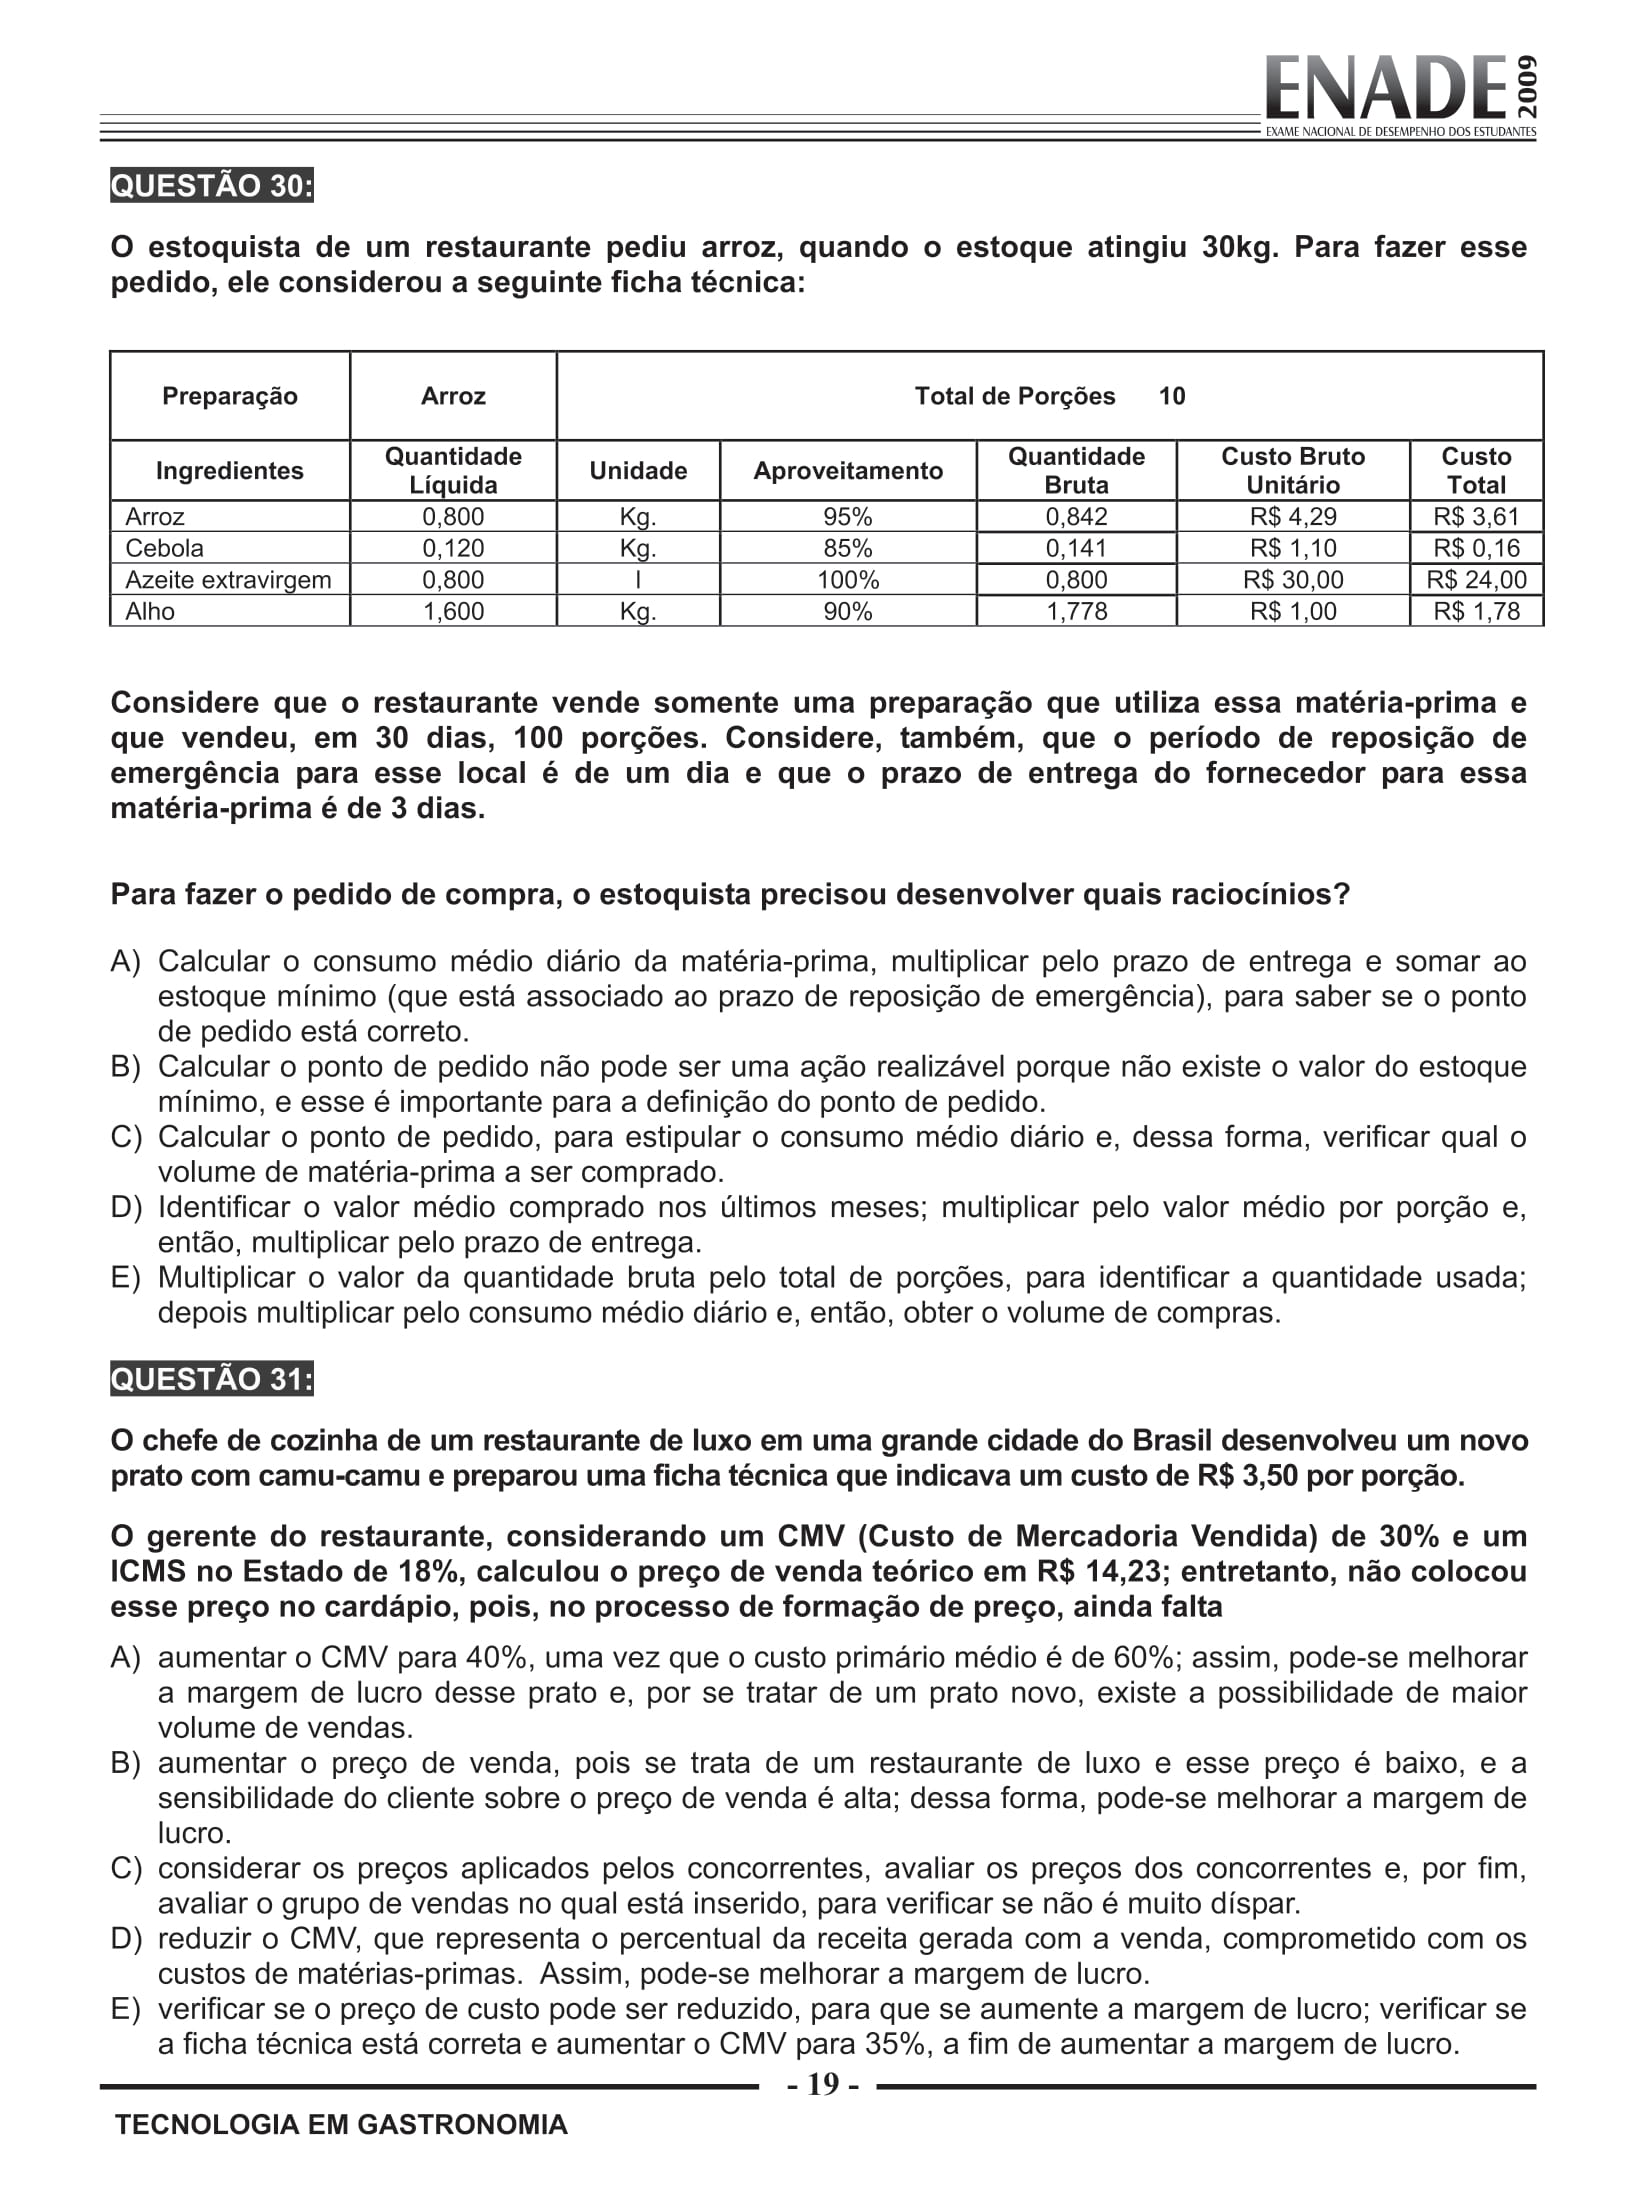 ENADE 2009
EXAME NACIONAL DE DESEMPENHO DOS ESTUDANTES
QUESTÃO 30:
O estoquista de um restaurante pediu arroz, quando o estoque atingiu 30kg. Para fazer esse
pedido, ele considerou a seguinte ficha técnica:
Preparação Arroz Total de Porções 10
Ingredientes Quantidade Líquida Unidade Aproveitamento Quantidade Bruta Custo Bruto Unitário Custo Total
Arroz 0,800 Kg. 95% 0,842 R$ 4,29 R$ 3,61
Cebola 0,120 Kg. 85% 0,141 R$ 1,10 R$ 0,16
Azeite extravirgem 0,800 l 100% 0,800 R$ 30,00 R$ 24,00
Alho 1,600 Kg. 90% 1,778 R$ 1,00 R$ 1,78
Considere que o restaurante vende somente uma preparação que utiliza essa matéria-prima e
que vendeu, em 30 dias, 100 porções. Considere, também, que o período de reposição de
emergência para esse local é de um dia e que o prazo de entrega do fornecedor para essa
matéria-prima é de 3 dias.
Para fazer o pedido de compra, o estoquista precisou desenvolver quais raciocínios?
A) Calcular o consumo médio diário da matéria-prima, multiplicar pelo prazo de entrega e somar ao
estoque mínimo (que está associado ao prazo de reposição de emergência), para saber se o ponto
de pedido está correto.
B) Calcular o ponto de pedido não pode ser uma ação realizável porque não existe o valor do estoque
mínimo, e esse é importante para a definição do ponto de pedido.
C) Calcular o ponto de pedido, para estipular o consumo médio diário e, dessa forma, verificar qual o
volume de matéria-prima a ser comprado.
D) Identificar o valor médio comprado nos últimos meses; multiplicar pelo valor médio por porção e,
então, multiplicar pelo prazo de entrega.
E) Multiplicar o valor da quantidade bruta pelo total de porções, para identificar a quantidade usada;
depois multiplicar pelo consumo médio diário e, então, obter o volume de compras.
QUESTÃO 31:
O chefe de cozinha de um restaurante de luxo em uma grande cidade do Brasil desenvolveu um novo
prato com camu-camu e preparou uma ficha técnica que indicava um custo de R$ 3,50 por porção.
O gerente do restaurante, considerando um CMV (Custo de Mercadoria Vendida) de 30% e um
ICMS no Estado de 18%, calculou o preço de venda teórico em R$ 14,23; entretanto, não colocou
esse preço no cardápio, pois, no processo de formação de preço, ainda falta
A) aumentar o CMV para 40%, uma vez que o custo primário médio é de 60%; assim, pode-se melhorar
a margem de lucro desse prato e, por se tratar de um prato novo, existe a possibilidade de maior
volume de vendas.
B) aumentar o preço de venda, pois se trata de um restaurante de luxo e esse preço é baixo, e a
sensibilidade do cliente sobre o preço de venda é alta; dessa forma, pode-se melhorar a margem de
lucro.
C) considerar os preços aplicados pelos concorrentes, avaliar os preços dos concorrentes e, por fim,
avaliar o grupo de vendas no qual está inserido, para verificar se não é muito díspar.
D) reduzir o CMV, que representa o percentual da receita gerada com a venda, comprometido com os
custos de matérias-primas. Assim, pode-se melhorar a margem de lucro.
E) verificar se o preço de custo pode ser reduzido, para que se aumente a margem de lucro; verificar se
a ficha técnica está correta e aumentar o CMV para 35%, a fim de aumentar a margem de lucro.
- 19 -
TECNOLOGIA EM GASTRONOMIA